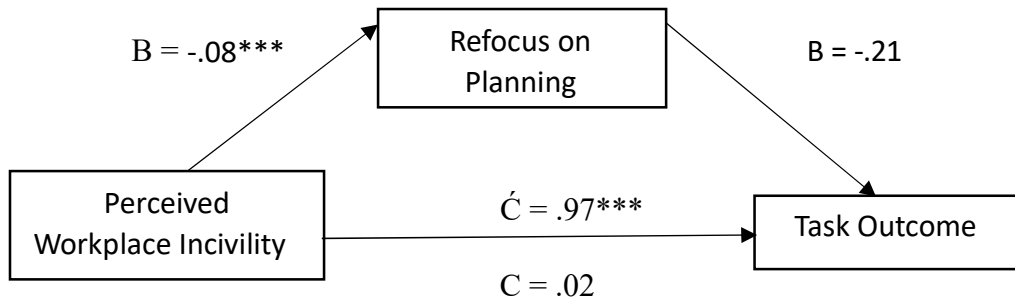 B = -.08***
Refocus on
Planning
B = -.21
Perceived
Workplace Incivility
Ć = .97***
Task Outcome
C = .02